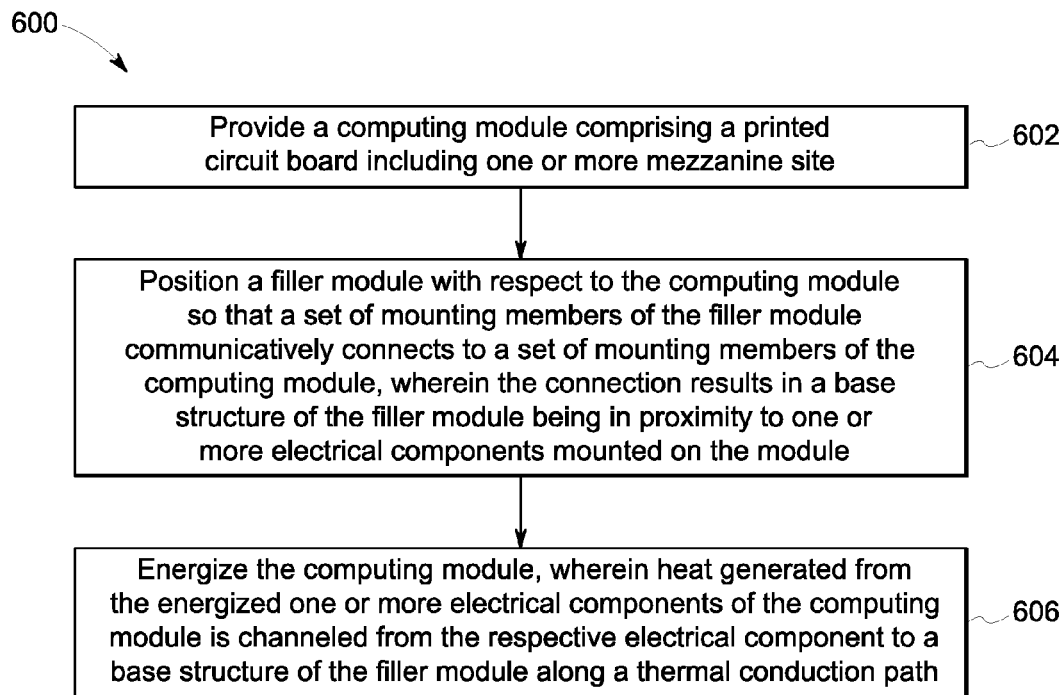 600
Provide a computing module comprising a printed
circuit board including one or more mezzanine site
602
Position a filler module with respect to the computing module
so that a set of mounting members of the filler module
communicatively connects to a set of mounting members of the
computing module, wherein the connection results in a base
structure of the filler module being in proximity to one or
more electrical components mounted on the module
604
Energize the computing module, wherein heat generated from
the energized one or more electrical components of the computing
module is channeled from the respective electrical component to a
base structure of the filler module along a thermal conduction path
606